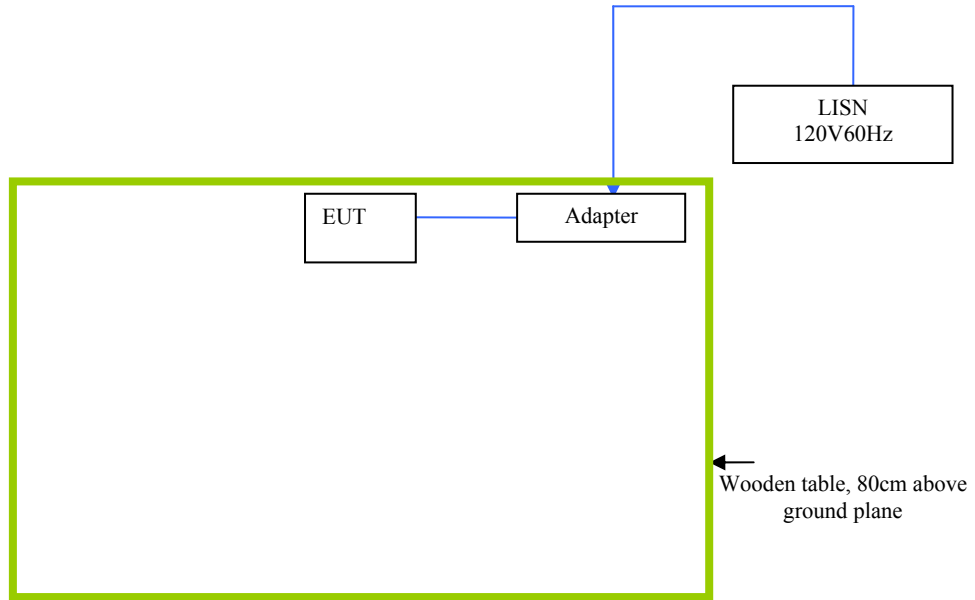 LISN
120V60Hz
EUT
Adapter
Wooden table, 80cm above
ground plane